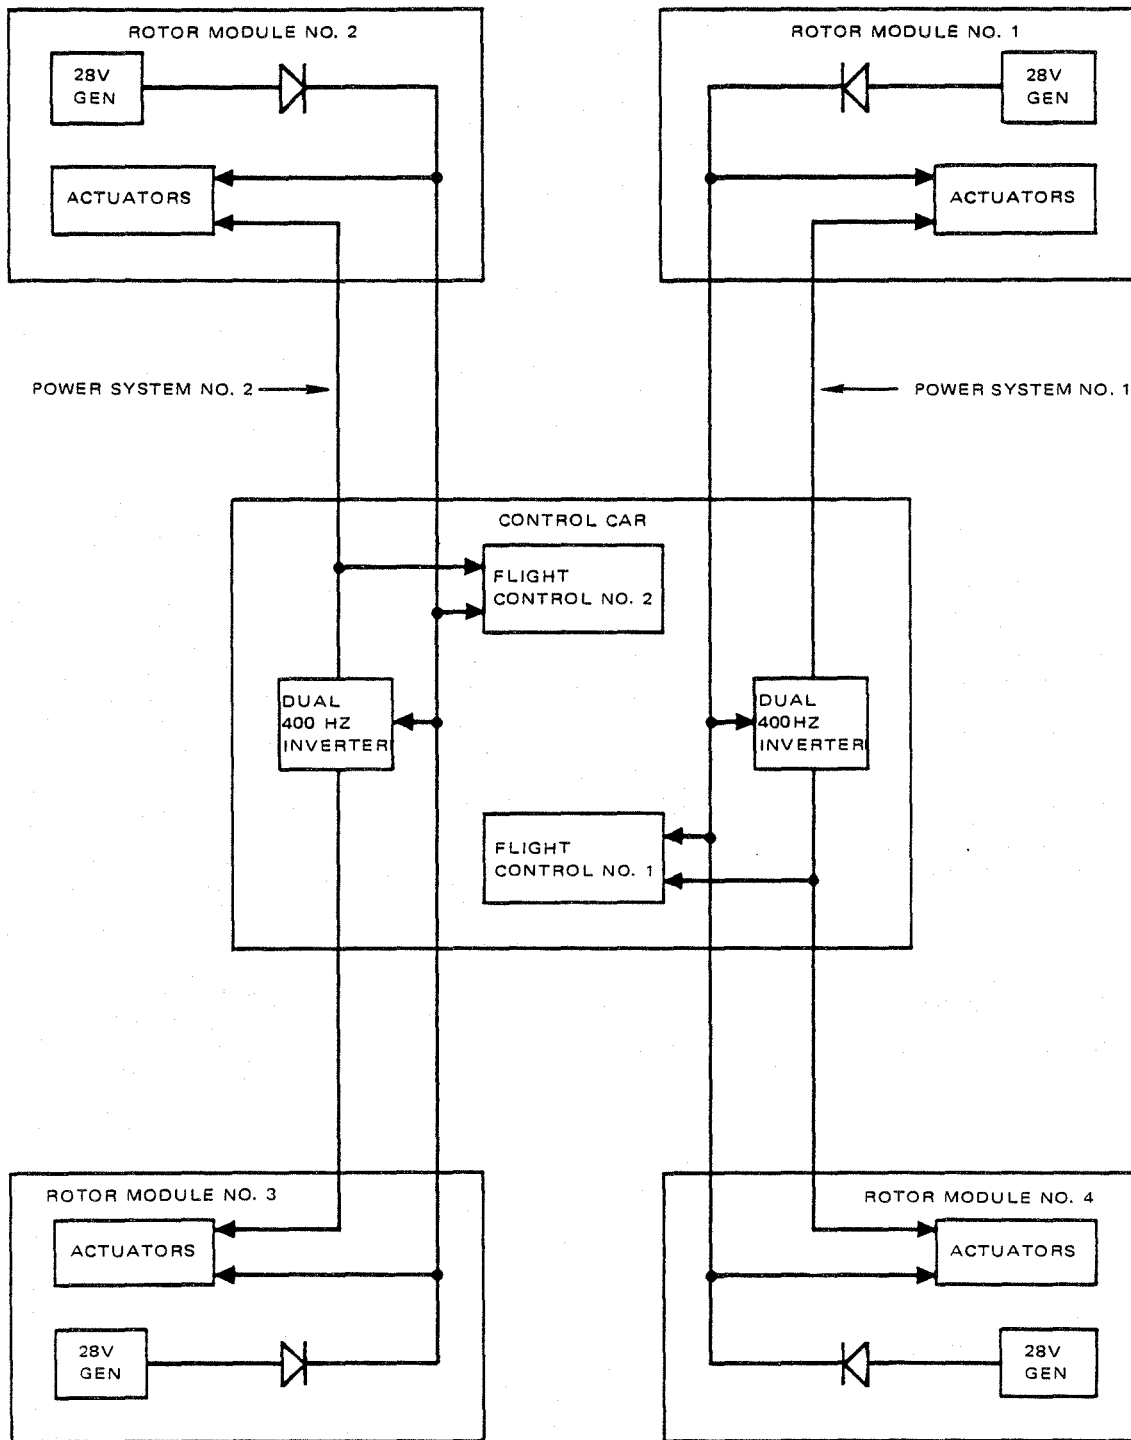 ROTOR MODULE NO. 2
28V
GEN
ACTUATORS
ROTOR MODULE NO. 1
28V
GEN
ACTUATORS
POWER SYSTEM NO. 2
POWER SYSTEM NO. 1
CONTROL CAR
FLIGHT
CONTROL NO. 2
DUAL
400 HZ
INVERTER
DUAL
400HZ
INVERTER
FLIGHT
CONTROL NO. 1
ROTOR MODULE NO. 3
ACTUATORS
28V
GEN
ROTOR MODULE NO. 4
ACTUATORS
28V
GEN